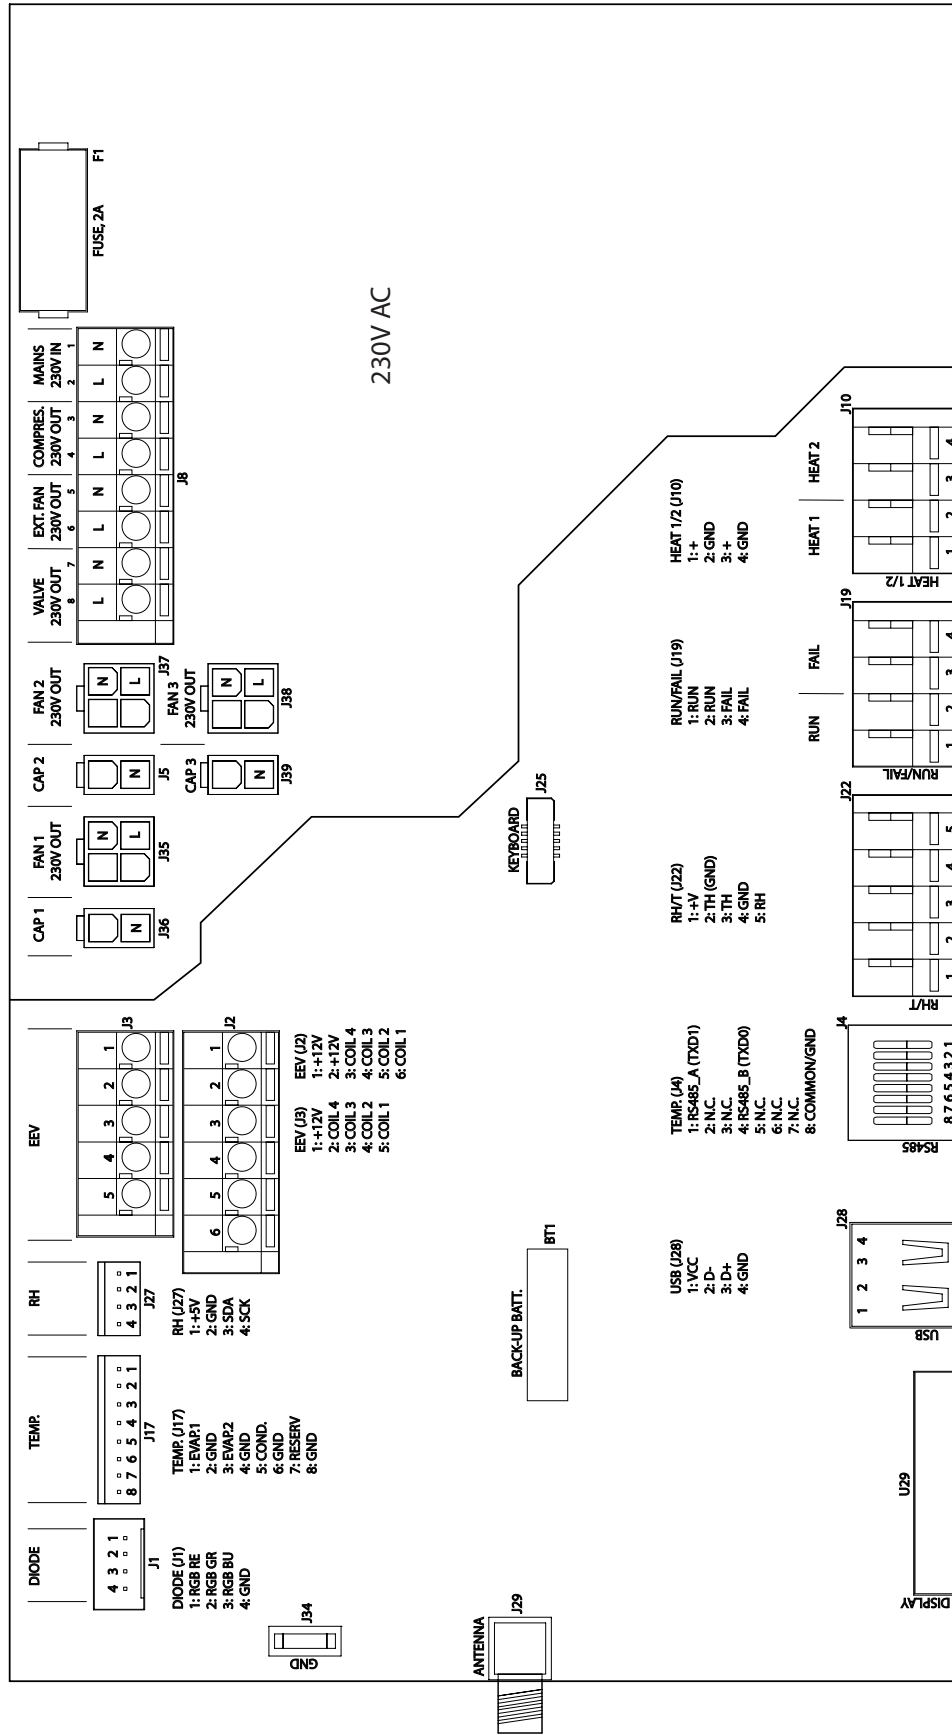 DIODE
4 3 2 1
J1
DIODE (J1)
1: RGB RE
2: RGB GR
3: RGB BU
4: GND
TEMP.
8 7 6 5 4 3 2 1
J17
TEMP. (J17)
1: EVAP.1
2: GND
3: EVAP.2
4: GND
5: COND.
6: GND
7: RESERV
8: GND
RH
4 3 2 1
J27
RH (J27)
1: +5V
2: GND
3: SDA
4: SCK
EEV
5 4 3 2 1
J3
6 5 4 3 2 1
J2
EEV (J3)
1: +12V
2: COIL 4
3: COIL 3
4: COIL 2
5: COIL 1
EEV (J2)
1: +12V
2: +12V
3: COIL 4
4: COIL 3
5: COIL 2
6: COIL 1
CAP 1
N
J36
FAN 1
230V OUT
N
L
J35
CAP 2
N
J5
CAP 3
N
J39
FAN 2
230V OUT
N
L
J37
FAN 3
230V OUT
N
L
J38
VALVE
230V OUT
8 7
EXT. FAN
230V OUT
6 5
COMPRES.
230V OUT
4 3
MAINS
230V IN
2 1
L N L N L N L N
J8
FUSE, 2A
F1
230V AC
GND
J34
ANTENNA
J29
BACK-UP BATT.
BT1
KEYBOARD
J25
USB (J28)
1: VCC
2: D-
3: D+
4: GND
TEMP. (J4)
1: RS485_A (TXD1)
2: N.C.
3: N.C.
4: RS485_B (TXD0)
5: N.C.
6: N.C.
7: N.C.
8: COMMON/GND
RH/T (J22)
1: +V
2: TH (GND)
3: TH
4: GND
5: RH
RUN/FAIL (J19)
1: RUN
2: RUN
3: FAIL
4: FAIL
HEAT 1/2 (J10)
1: +
2: GND
3: +
4: GND
DISPLAY
U29
J28
1 2 3 4
USB
J4
8 7 6 5 4 3 2 1
RS485
J22
1 2 3 4 5
RH/T
RUN FAIL
J19
1 2 3 4
RUN/FAIL
HEAT 1 HEAT 2
J10
1 2 3 4
HEAT 1/2